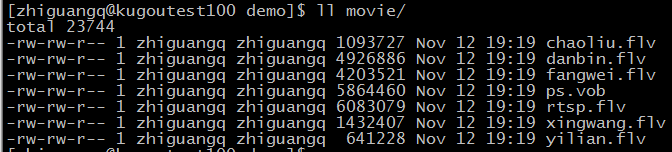 [zhiguangq@kugoutest100 demo]$ ll movie/
total 23744
-rw-rw-r-- 1 zhiguangq zhiguangq 1093727 Nov 12 19:19 chaoliu.flv
-rw-rw-r-- 1 zhiguangq zhiguangq 4926886 Nov 12 19:19 danbin.flv
-rw-rw-r-- 1 zhiguangq zhiguangq 4203521 Nov 12 19:19 fangwei.flv
-rw-rw-r-- 1 zhiguangq zhiguangq 5864460 Nov 12 19:19 ps.vob
-rw-rw-r-- 1 zhiguangq zhiguangq 6083079 Nov 12 19:19 rtsp.flv
-rw-rw-r-- 1 zhiguangq zhiguangq 1432407 Nov 12 19:19 xingwang.flv
-rw-rw-r-- 1 zhiguangq zhiguangq 641228 Nov 12 19:19 yilian.flv